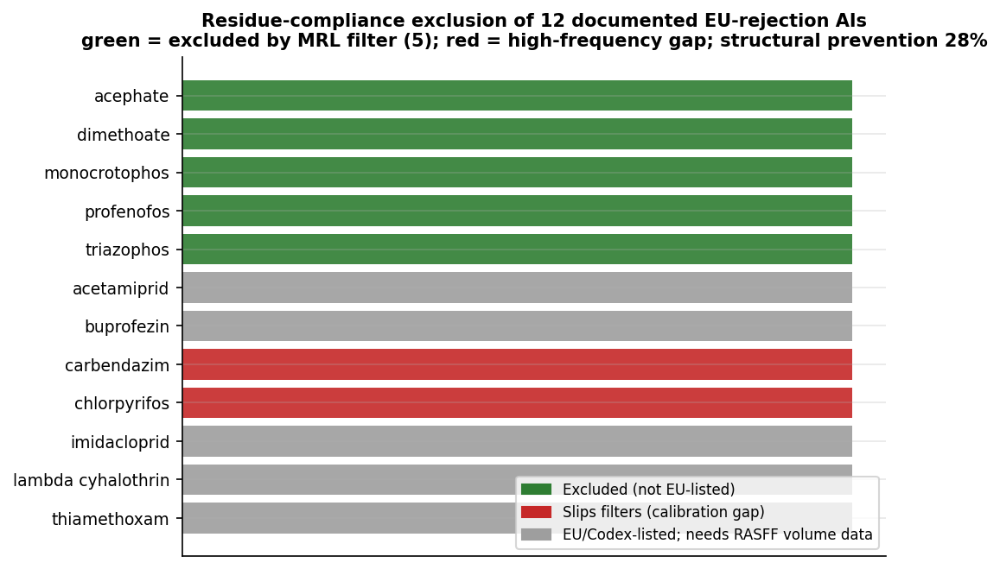 Residue-compliance exclusion of 12 documented EU-rejection AIs
green = excluded by MRL filter (5); red = high-frequency gap; structural prevention 28%
acephate
dimethoate
monocrotophos
profenofos
triazophos
acetamiprid
buprofezin
carbendazim
chlorpyrifos
imidacloprid
lambda cyhalothrin
thiamethoxam
Excluded (not EU-listed)
Slips filters (calibration gap)
EU/Codex-listed; needs RASFF volume data